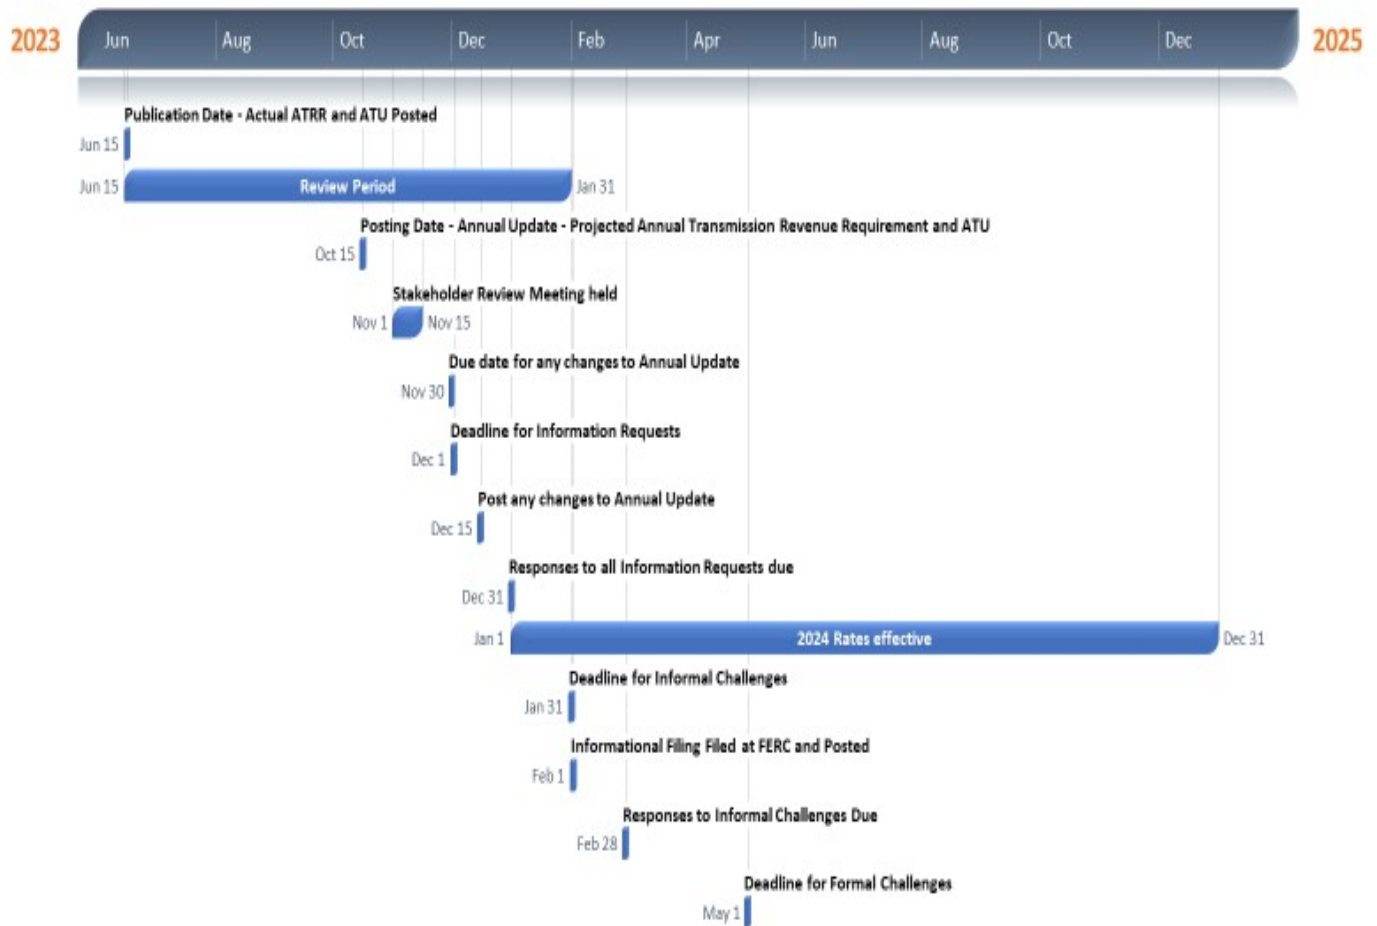 2023 Jun Aug Oct Dec Feb Apr Jun Aug Oct Dec 2025
Publication Date - Actual ATRR and ATU Posted
Jun 15
Jun 15 Review Period Jan 31
Posting Date - Annual Update - Projected Annual Transmission Revenue Requirement and ATU
Oct 15
Stakeholder Review Meeting held
Nov 1 Nov 15
Due date for any changes to Annual Update
Nov 30
Deadline for Information Requests
Dec 1
Post any changes to Annual Update
Dec 15
Responses to all Information Requests due
Dec 31
Jan 1 2024 Rates effective Dec 31
Deadline for Informal Challenges
Jan 31
Informational Filing Filed at FERC and Posted
Feb 1
Responses to Informal Challenges Due
Feb 28
Deadline for Formal Challenges
May 1